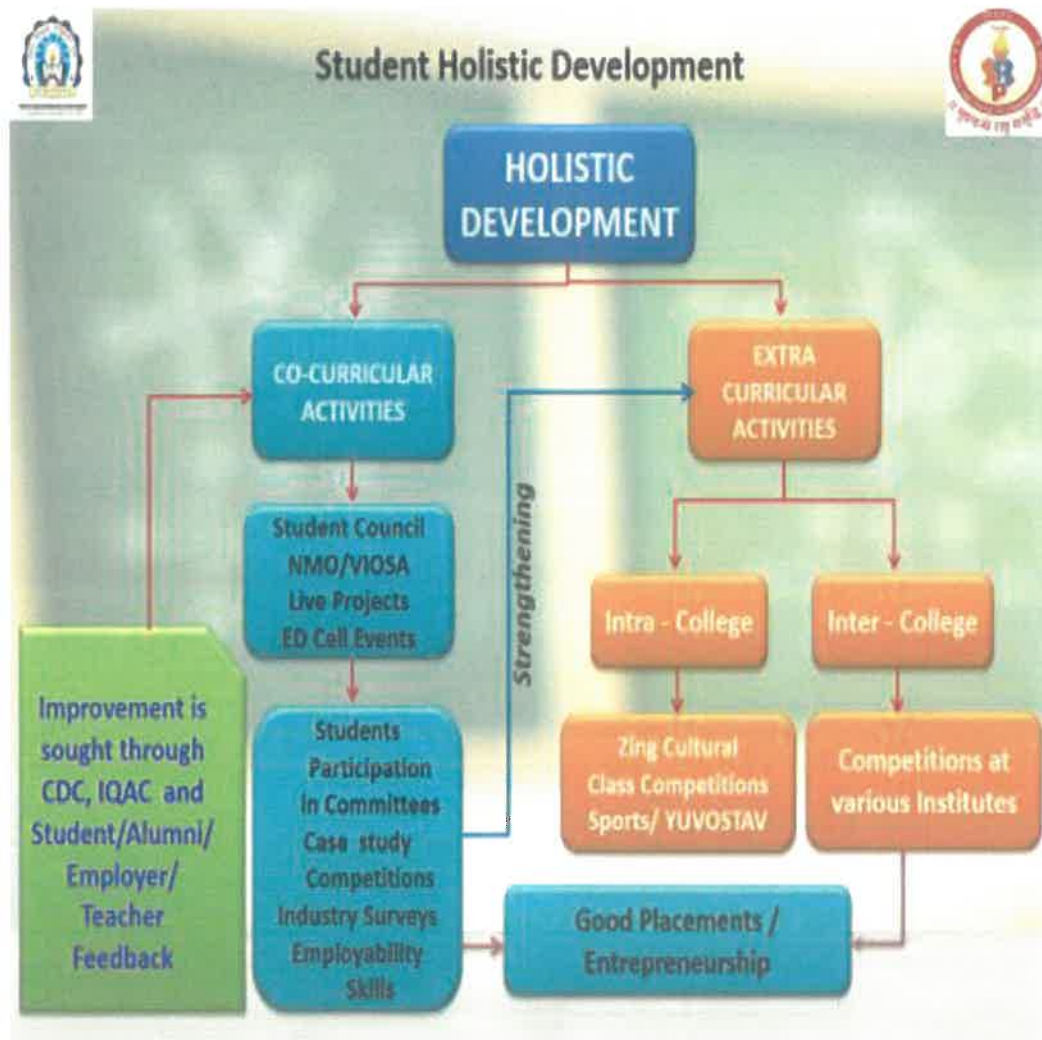 Student Holistic Development
HOLISTIC
DEVELOPMENT
CO-CURRICULAR
ACTIVITIES
EXTRA
CURRICULAR
ACTIVITIES
Student Council
NMO/VIOSA
Live Projects
ED Cell Events
Strengthening
Intra - College
Inter - College
Improvement is
sought through
CDC, IQAC and
Student/Alumni/
Employer/
Teacher
Feedback
Students
Participation
in Committees
Case study
Competitions
Industry Surveys
Employability
Skills
Zing Cultural
Class Competitions
Sports/ YUVOSTAV
Competitions at
various Institutes
Good Placements /
Entrepreneurship